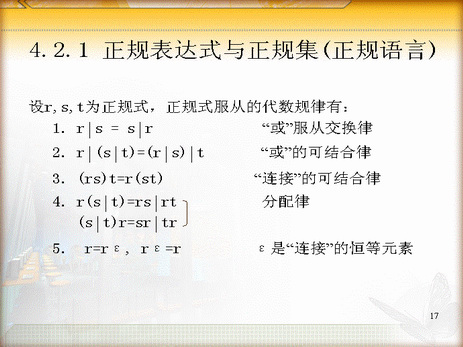 4.2.1 正规表达式与正规集(正规语言)
设r,s,t为正规式，正规式服从的代数规律有：
1. r|s = s|r “或”服从交换律
2. r|(s|t)=(r|s)|t “或”的可结合律
3. (rs)t=r(st) “连接”的可结合律
4. r(s|t)=rs|rt 分配律
(s|t)r=sr|tr
5. r=rε, rε=r ε是“连接”的恒等元素
17